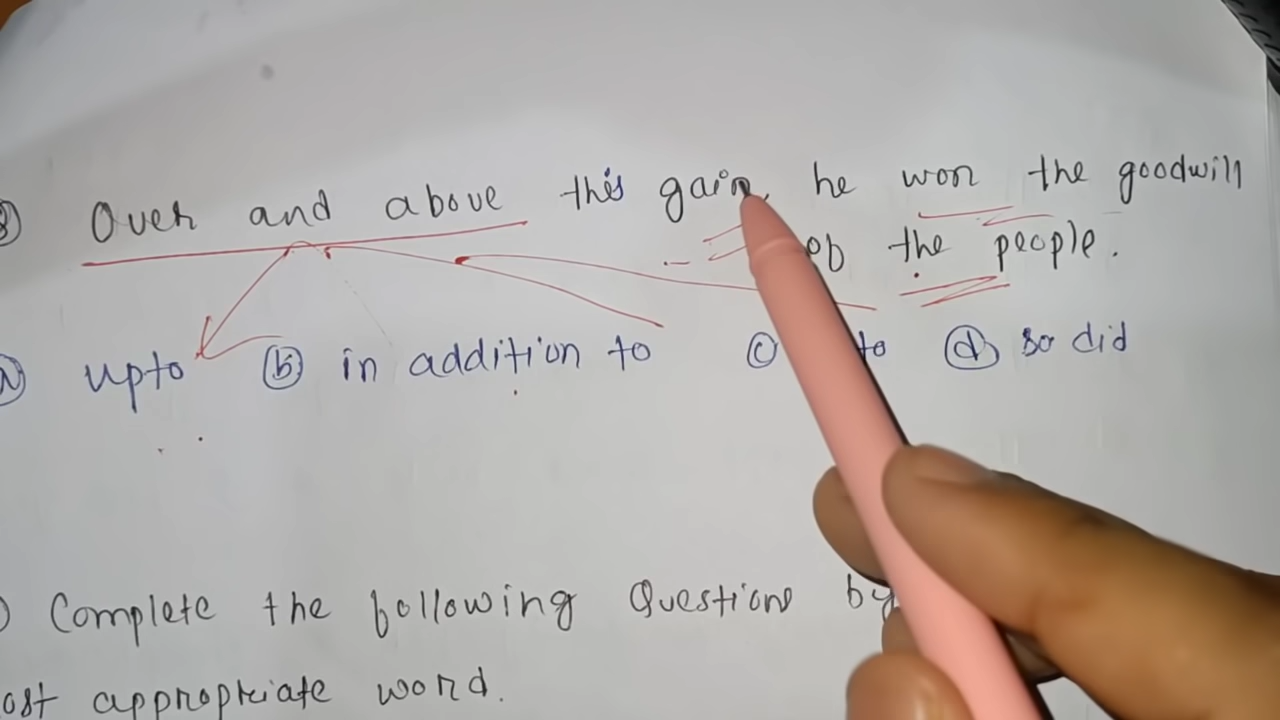 8) Over and above this gain, he won the goodwill
of the people.
upto (b) in addition to (c) to (d) so did
Complete the following Questions by
appropriate word.